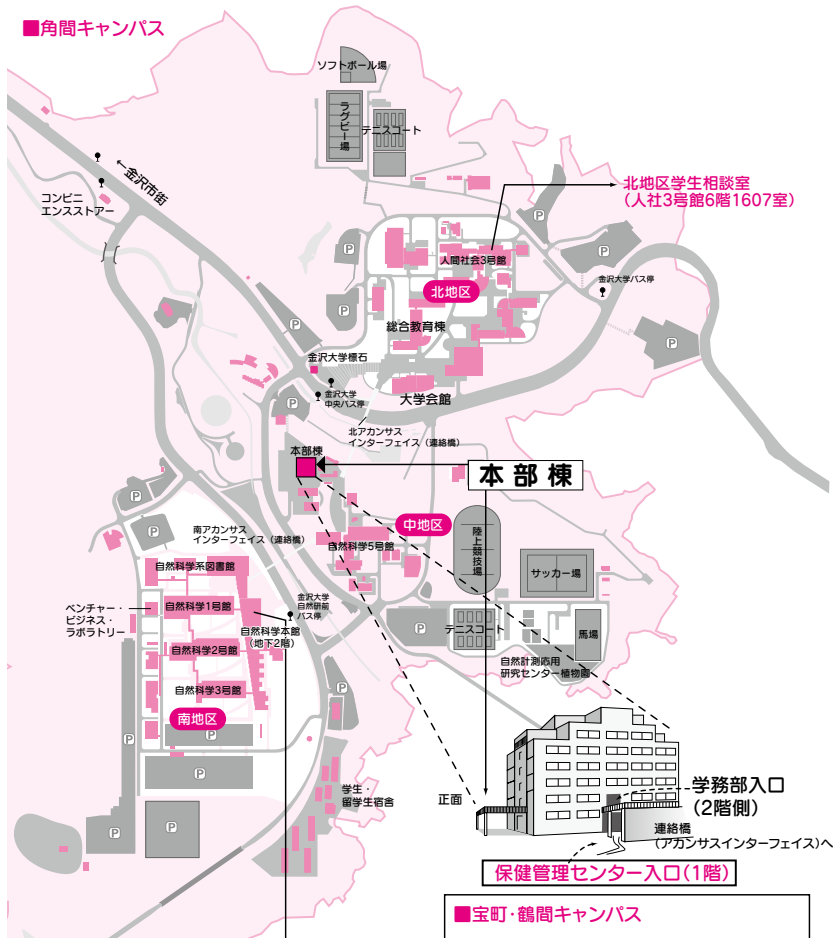 ■角間キャンパス
ソフトボール場
ラグビー場
テニスコート
←金沢市街
コンビニ
エンスストアー
北地区学生相談室
(人社3号館6階1607室)
P
P
人間社会3号館
金沢大学バス停
北地区
P
総合教育棟
P
P
金沢大学標石
金沢大学
中央バス停
P
大学会館
北アカンサス
インターフェイス(連絡橋)
本部棟
本部棟
P
中地区
南アカンサス
インターフェイス(連絡橋)
陸上競技場
P
自然科学5号館
自然科学系図書館
サッカー場
ベンチャー・
ビジネス・
ラボラトリー
自然科学1号館
金沢大学
自然研前
バス停
自然科学本館
(地下2階)
P
テニスコート
馬場
自然科学2号館
自然計測応用
研究センター植物園
自然科学3号館
P
南地区
P
P
P
学生・
留学生宿舎
P
正面
学務部入口
(2階側)
連絡橋
(アカンサスインターフェイス)へ
保健管理センター入口(1階)
■宝町・鶴間キャンパス